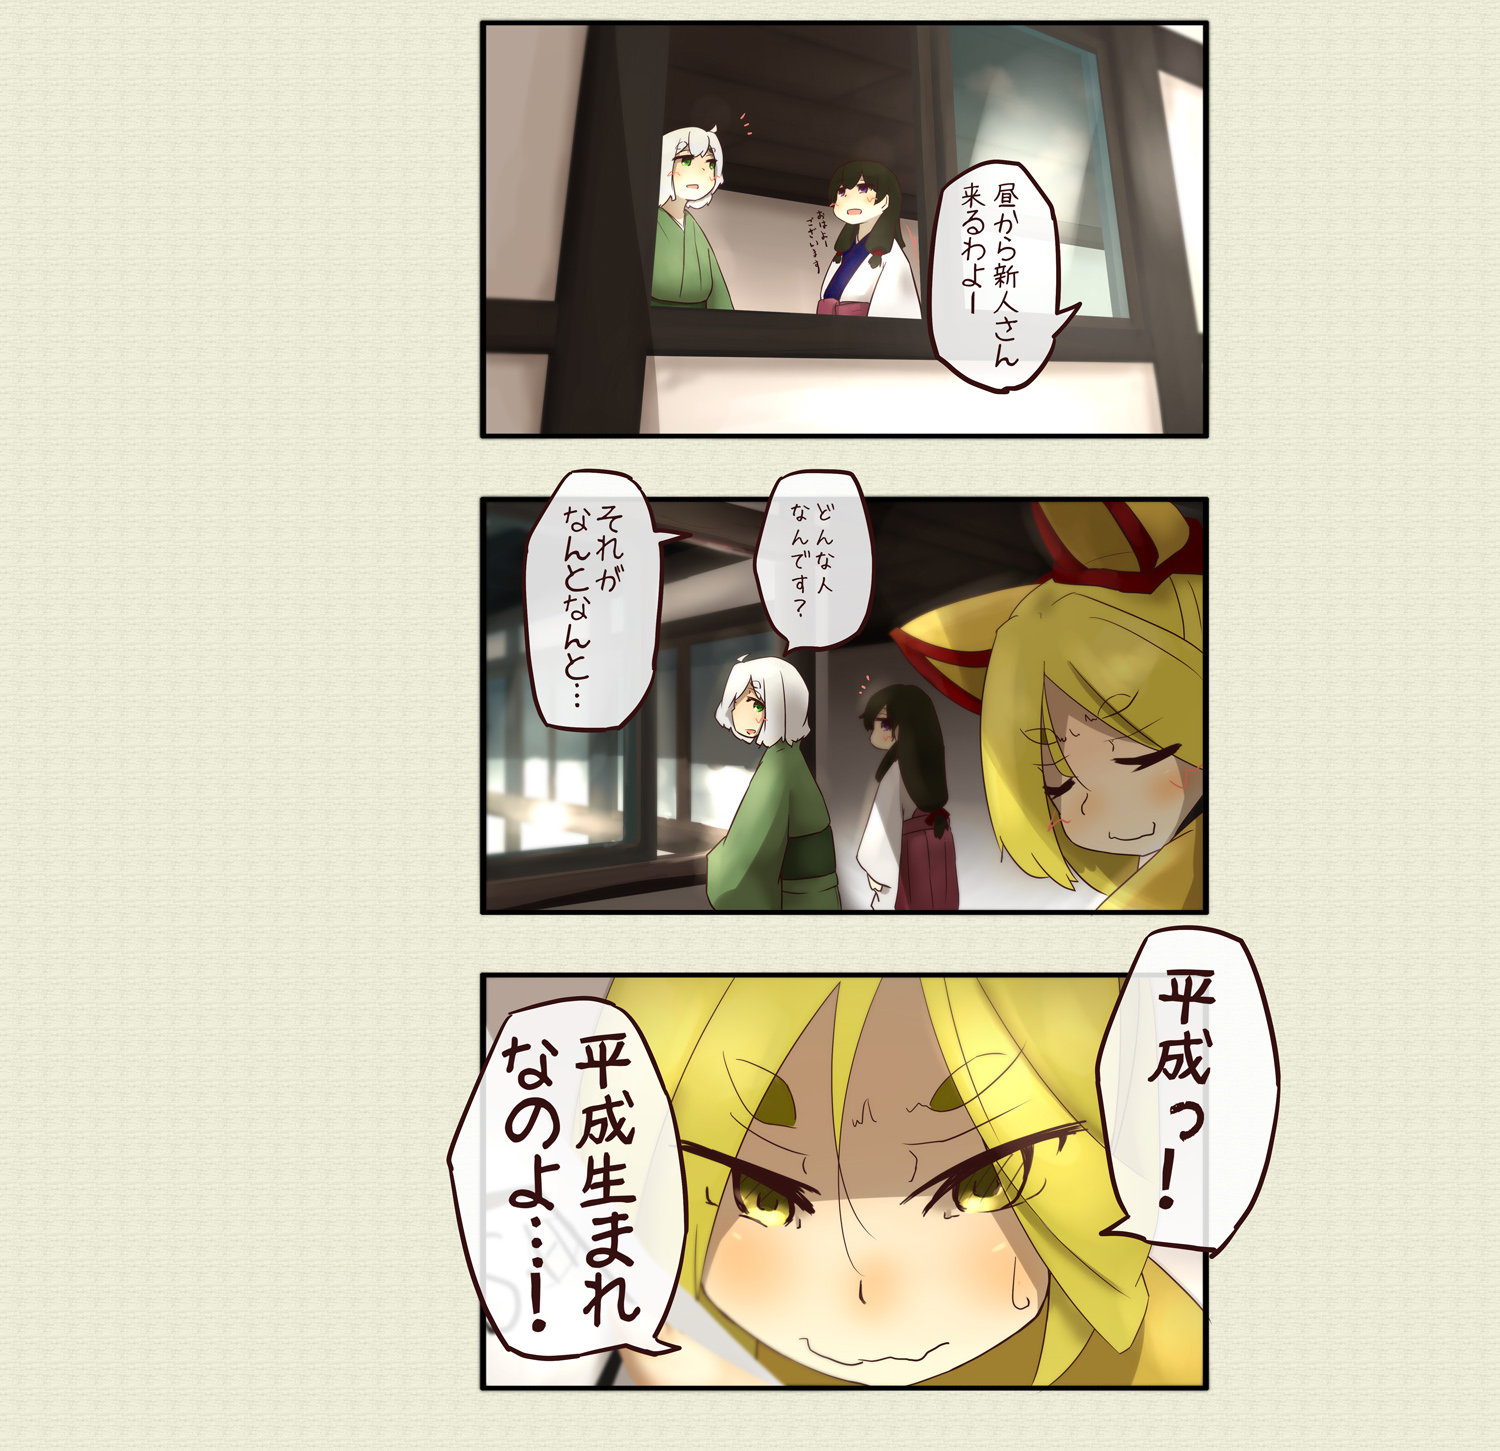 昼から新人さん
来るわよー
おはよー
ございます
どんな人
なんです?
それが
なんとなんと…
平成っ!
平成生まれ
なのよ…!